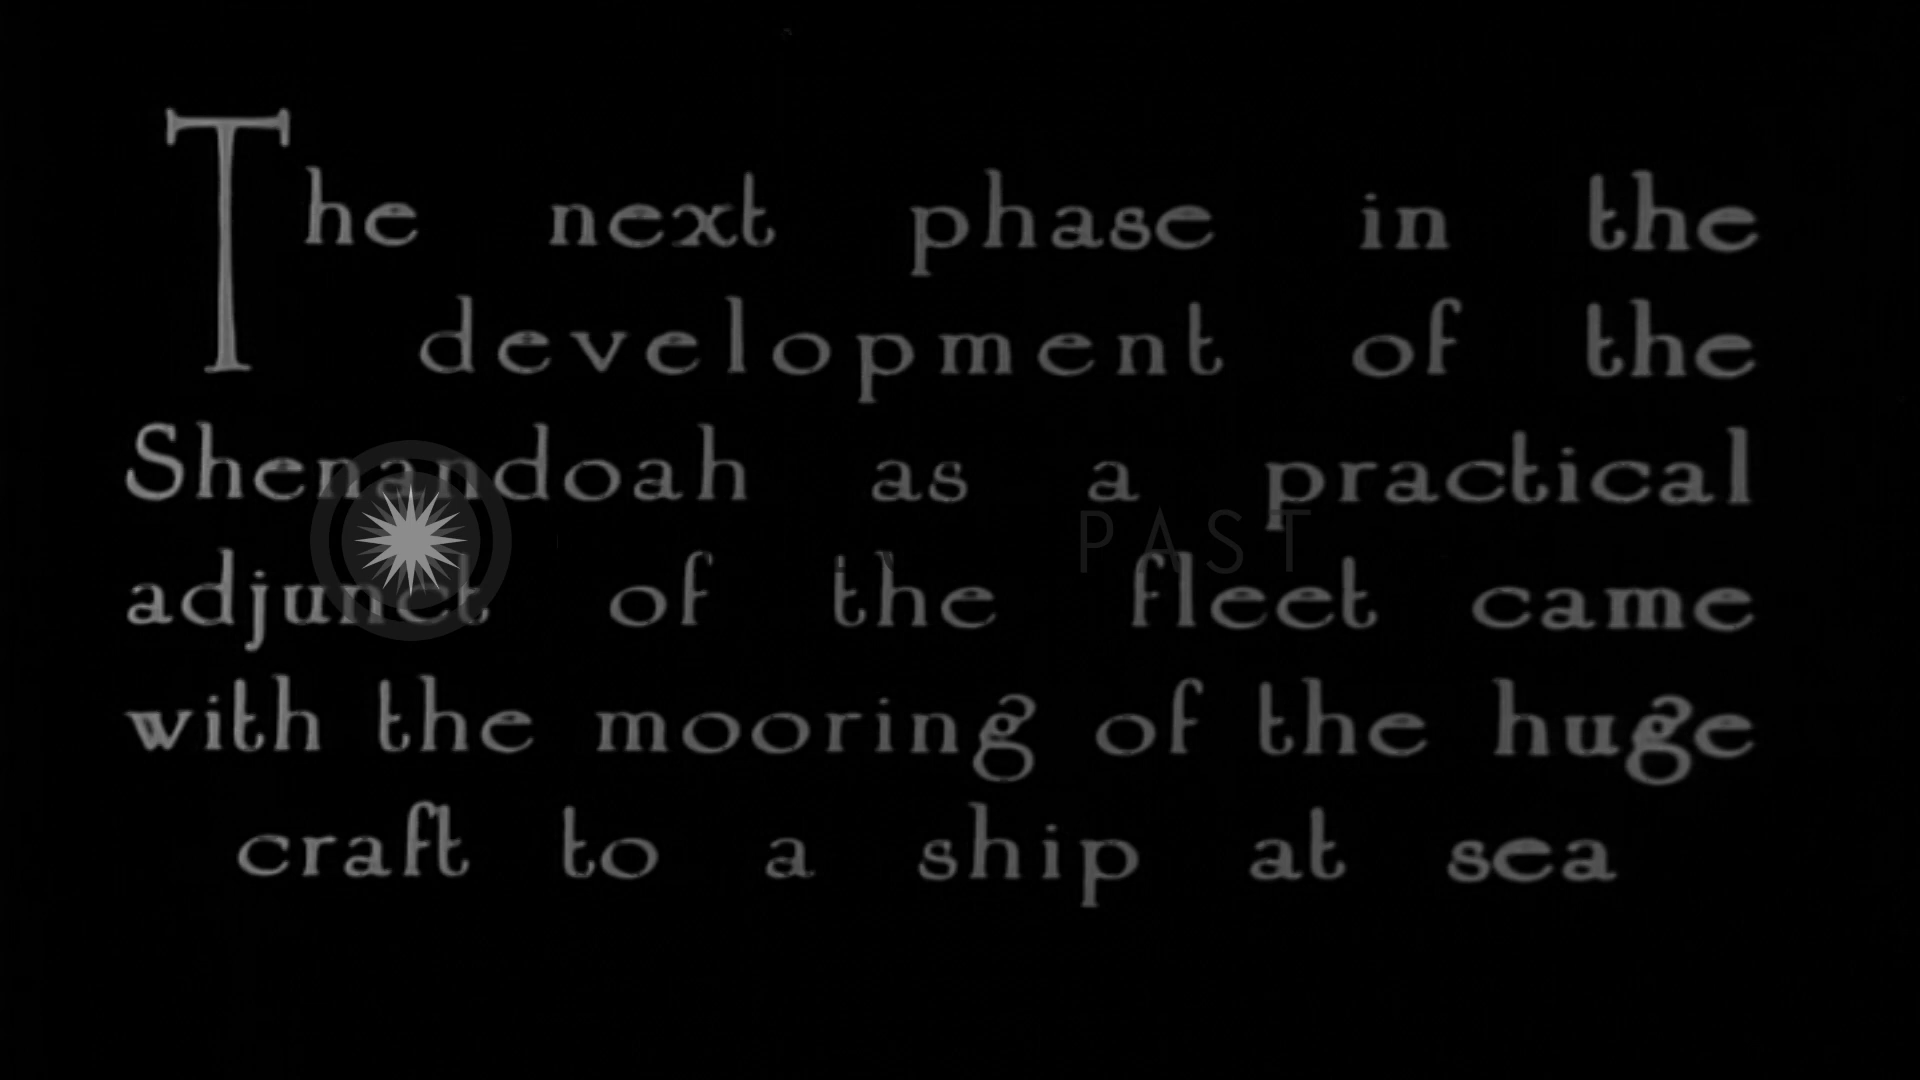 The next phase in the
development of the
Shenandoah as a practical
adjunct of the fleet came
with the mooring of the huge
craft to a ship at sea
PAST